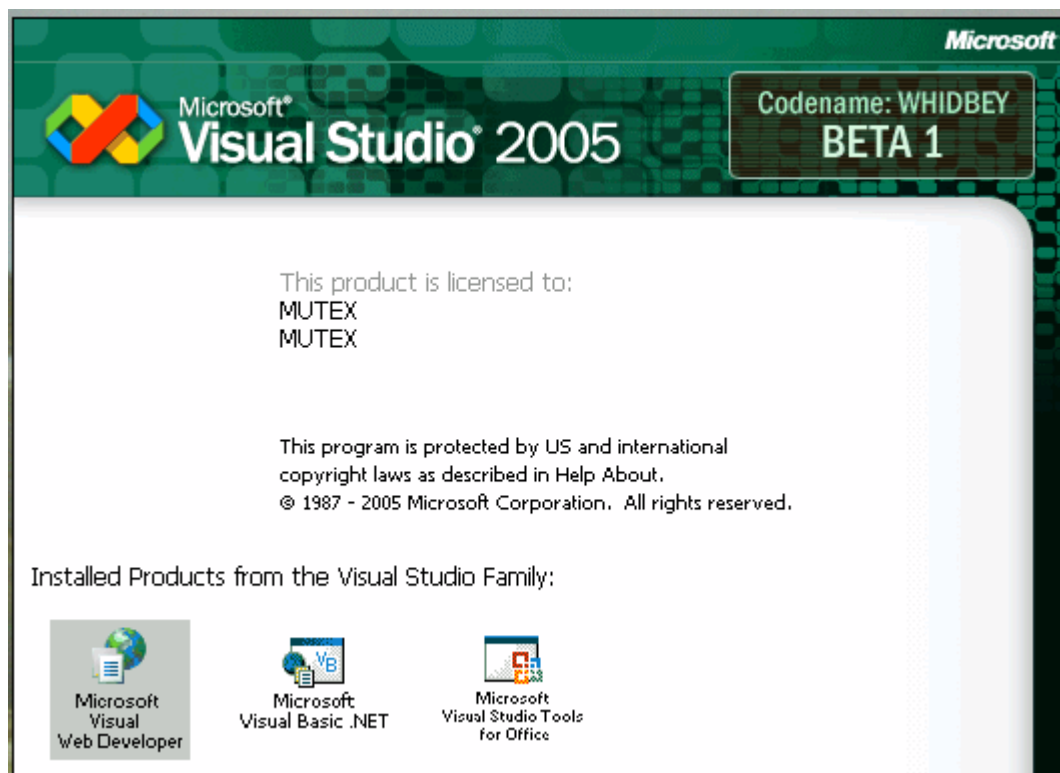 Microsoft
Microsoft®
Visual Studio® 2005
Codename: WHIDBEY
BETA 1
This product is licensed to:
MUTEX
MUTEX
This program is protected by US and international
copyright laws as described in Help About.
© 1987 - 2005 Microsoft Corporation. All rights reserved.
Installed Products from the Visual Studio Family:
Microsoft
Visual
Web Developer
VB
Microsoft
Visual Basic .NET
Microsoft
Visual Studio Tools
for Office